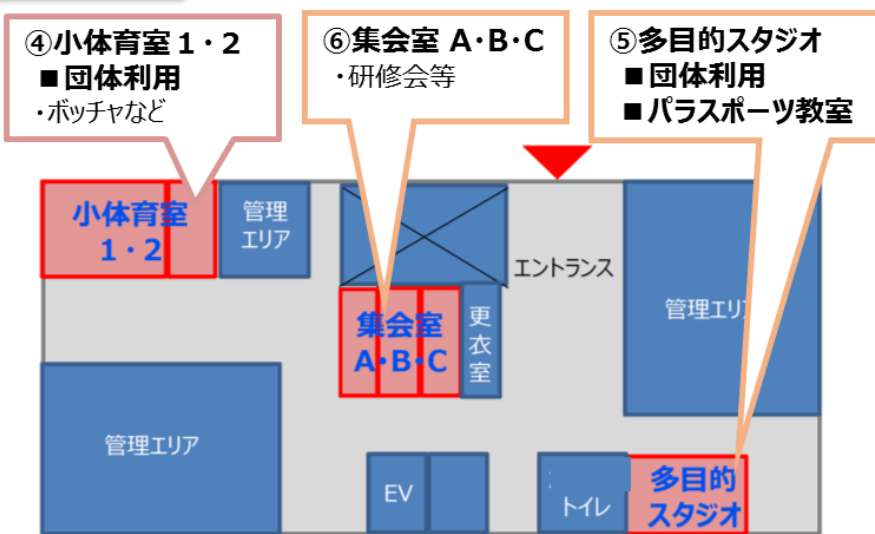 ④小体育室１・２
■団体利用
・ボッチャなど
⑥集会室 A・B・C
・研修会等
⑤多目的スタジオ
■団体利用
■パラスポーツ教室
小体育室
１・２
管理
エリア
エントランス
管理エリア
集会室
A・B・C
更衣室
管理エリア
EV
トイレ
多目的
スタジオ